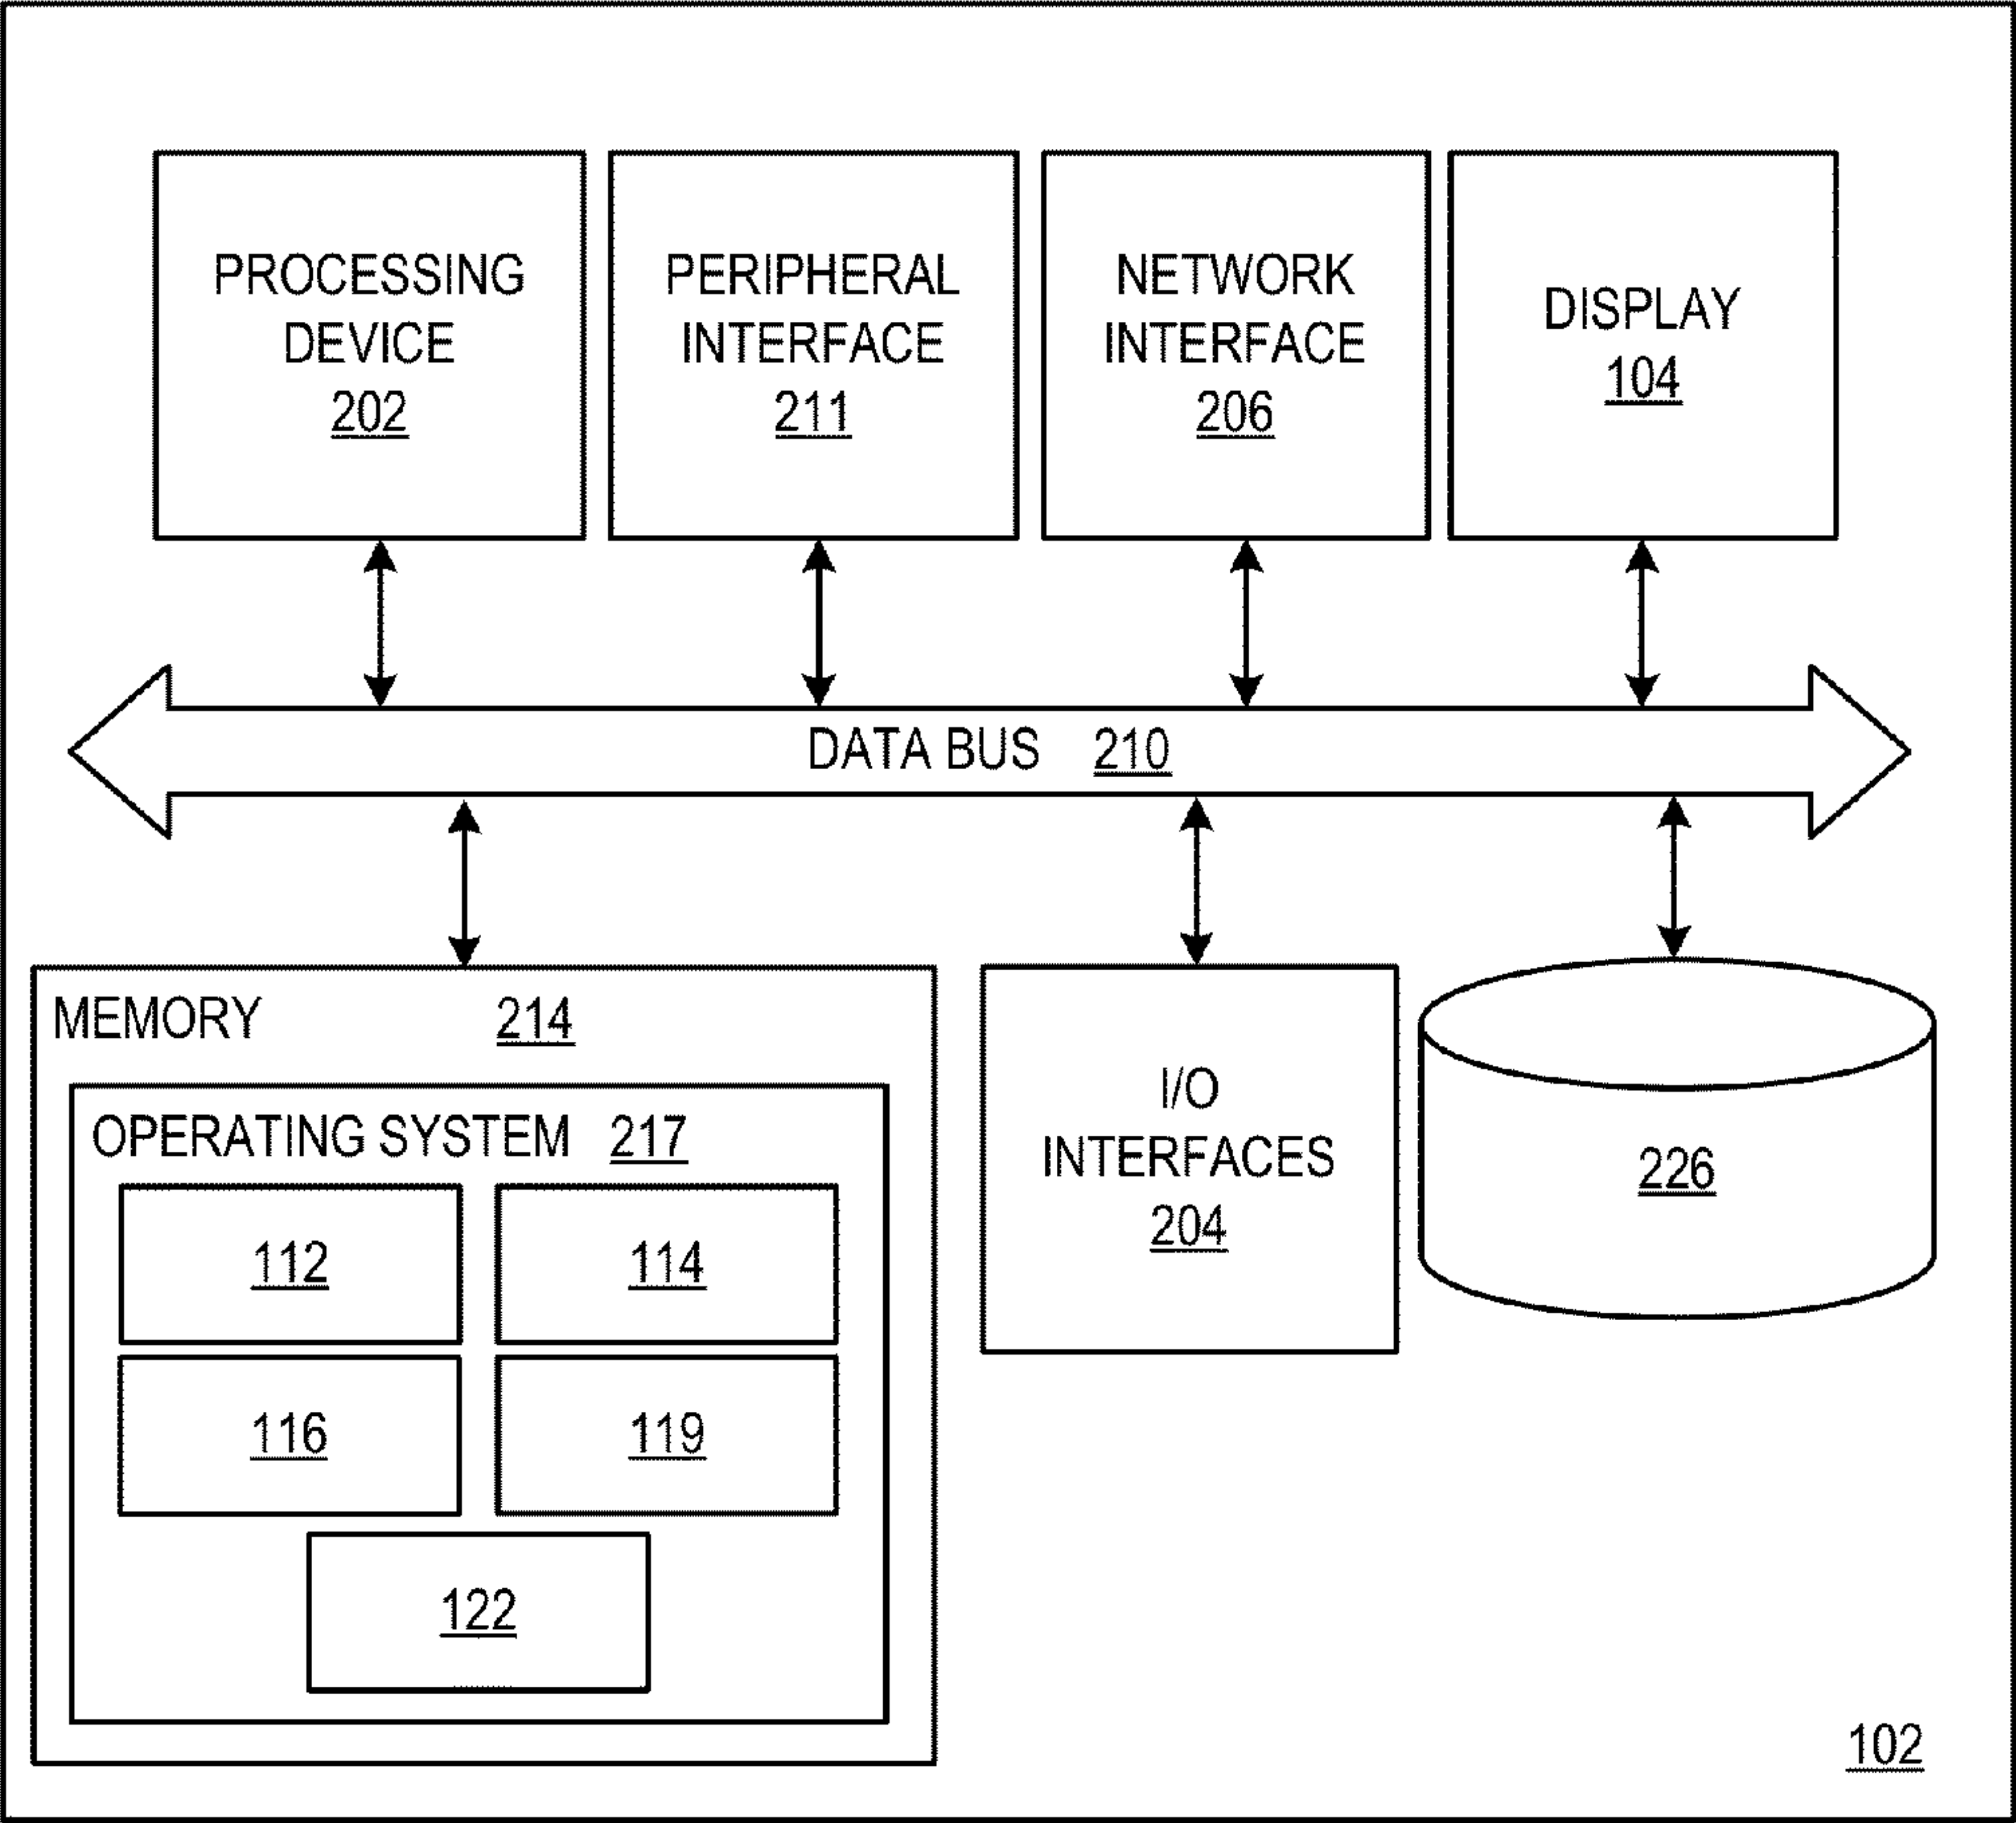 PROCESSING
DEVICE
202
PERIPHERAL
INTERFACE
211
NETWORK
INTERFACE
206
DISPLAY
104
DATA BUS 210
MEMORY 214
OPERATING SYSTEM 217
112
114
116
119
122
I/O
INTERFACES
204
226
102